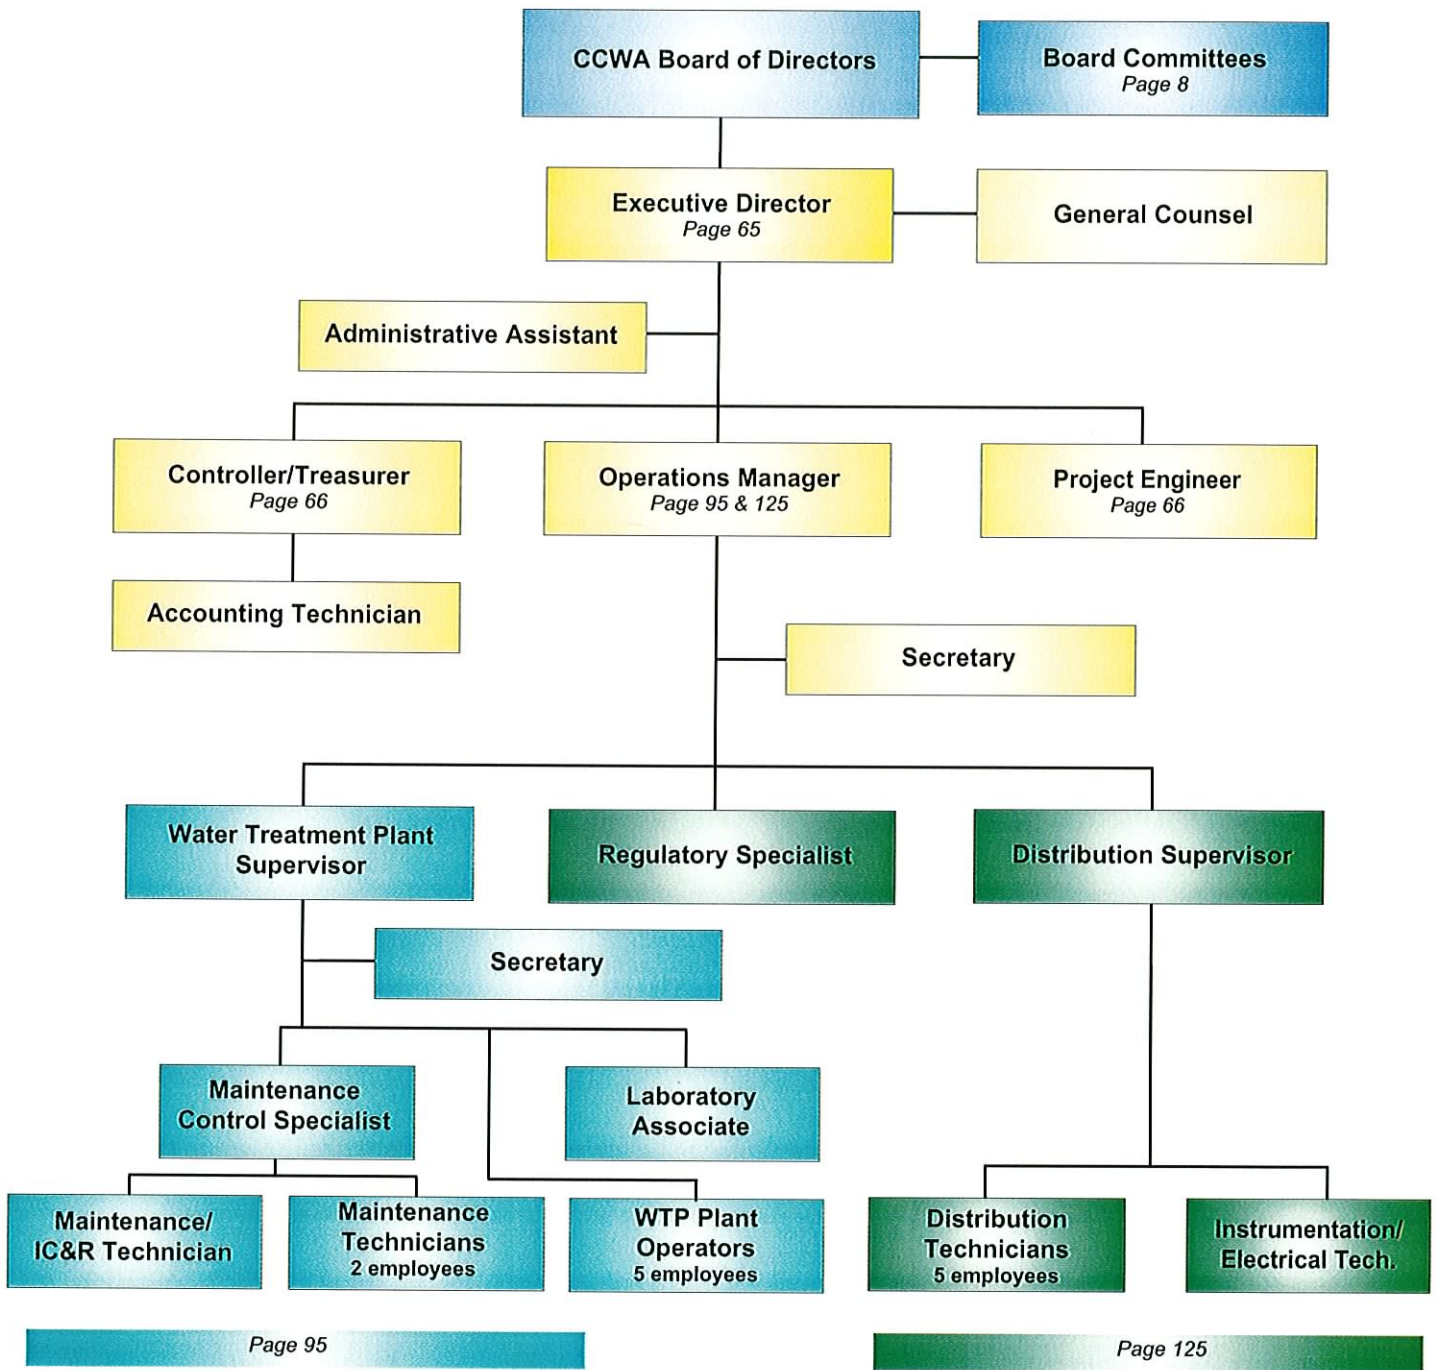 CCWA Board of Directors
Board Committees
Page 8
Executive Director
Page 65
General Counsel
Administrative Assistant
Controller/Treasurer
Page 66
Operations Manager
Page 95 & 125
Project Engineer
Page 66
Accounting Technician
Secretary
Water Treatment Plant
Supervisor
Regulatory Specialist
Distribution Supervisor
Secretary
Maintenance
Control Specialist
Laboratory
Associate
Maintenance/
IC&R Technician
Maintenance
Technicians
2 employees
WTP Plant
Operators
5 employees
Distribution
Technicians
5 employees
Instrumentation/
Electrical Tech.
Page 95
Page 125